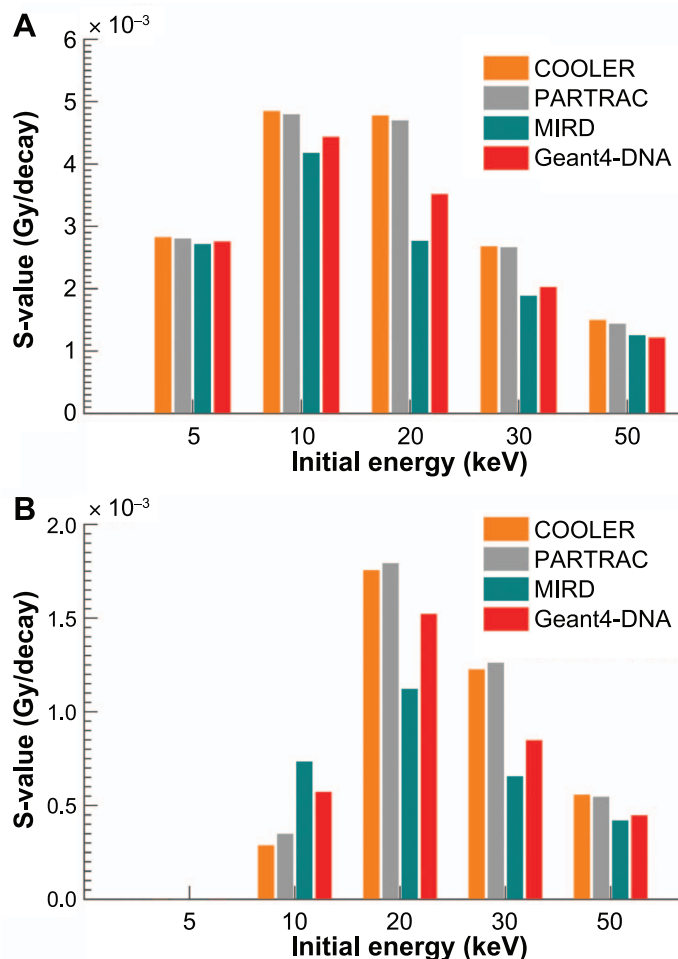 A
× 10⁻³
6
5
4
3
2
1
0
S-value (Gy/decay)
COOLER
PARTRAC
MIRD
Geant4-DNA
5 10 20 30 50
Initial energy (keV)
B
× 10⁻³
2.0
1.5
1.0
0.5
0.0
S-value (Gy/decay)
COOLER
PARTRAC
MIRD
Geant4-DNA
5 10 20 30 50
Initial energy (keV)